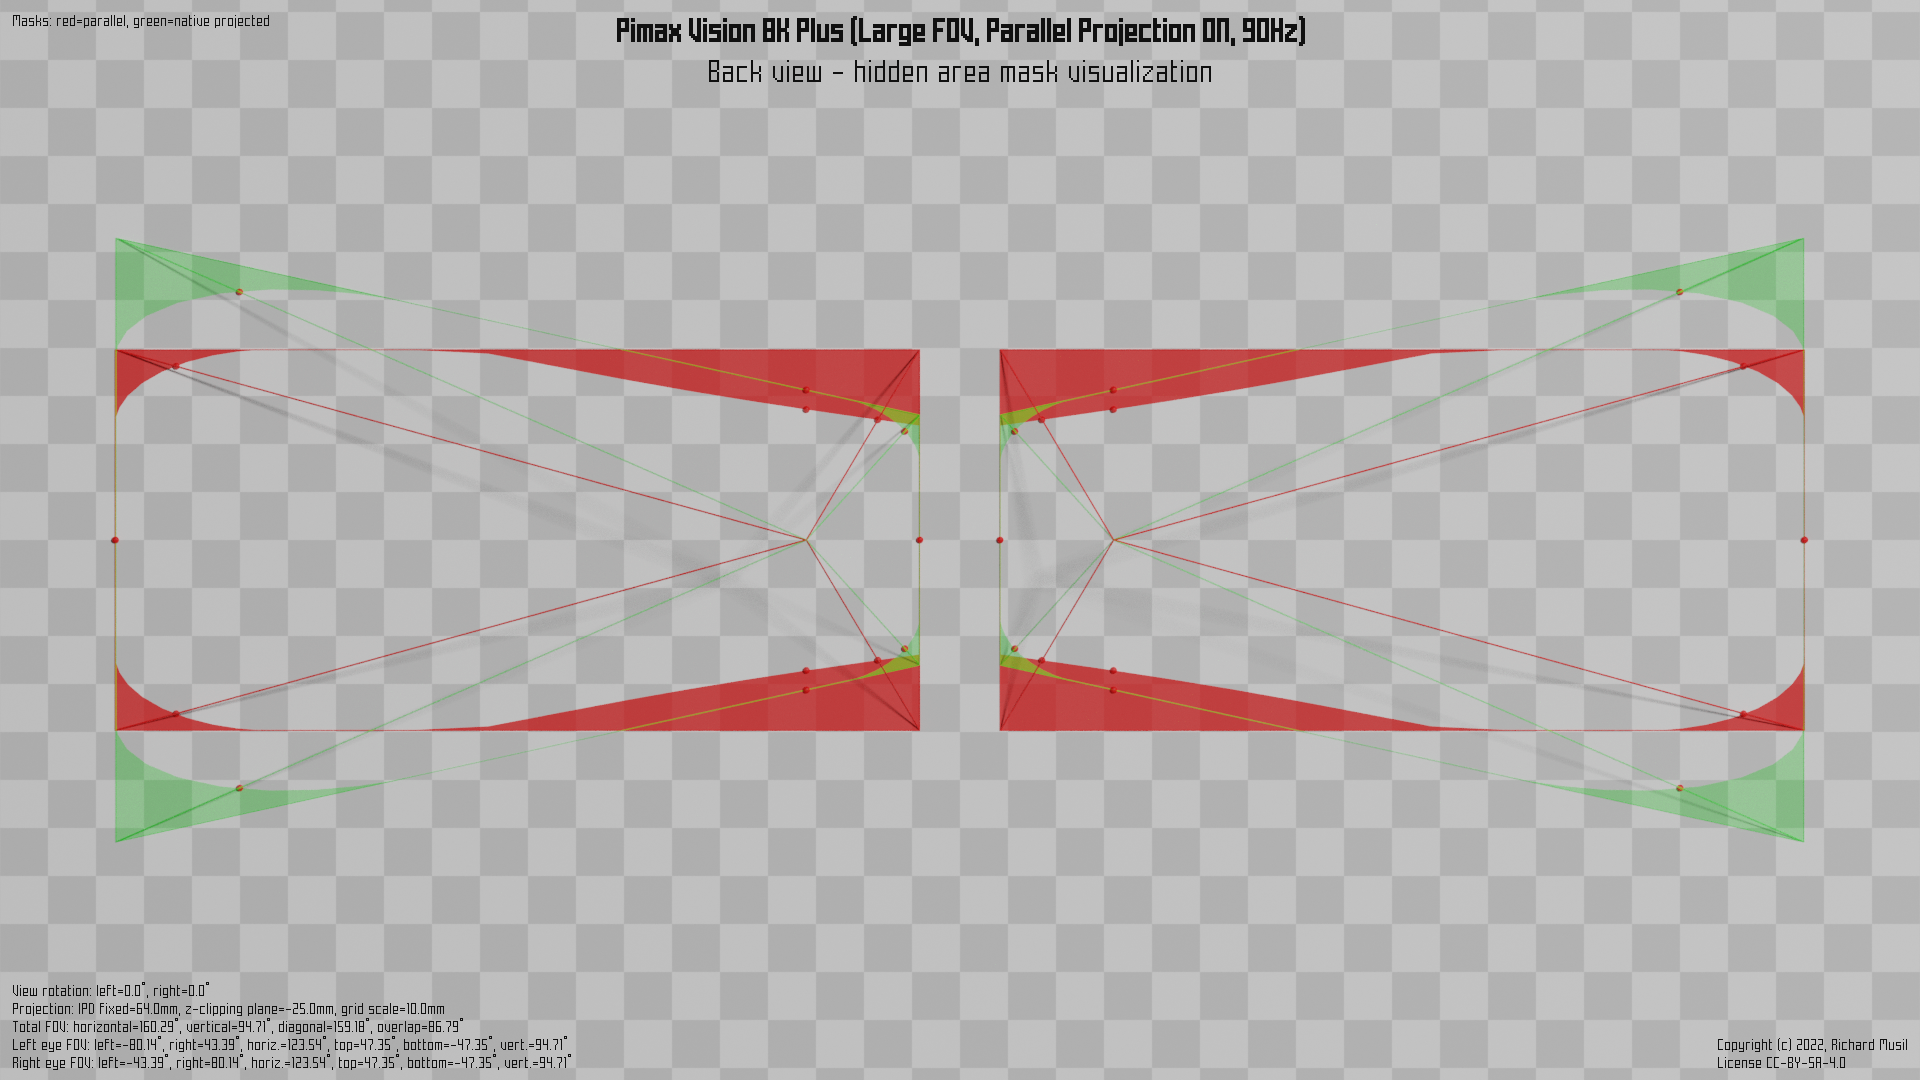 Masks: red=parallel, green=native projected
Pimax Vision 8K Plus (Large FOV, Parallel Projection ON, 90Hz)
Back view - hidden area mask visualization
View rotation: left=0.0°, right=0.0°
Projection: IPD fixed=64.0mm, z-clipping plane=-25.0mm, grid scale=10.0mm
Total FOV: horizontal=160.29°, vertical=94.71°, diagonal=159.18°, overlap=86.79°
Left eye FOV: left=-80.14°, right=43.39°, horiz.=123.54°, top=47.35°, bottom=-47.35°, vert.=94.71°
Right eye FOV: left=-43.39°, right=80.14°, horiz.=123.54°, top=47.35°, bottom=-47.35°, vert.=94.71°
Copyright (c) 2022, Richard Musil
License CC-BY-SA-4.0